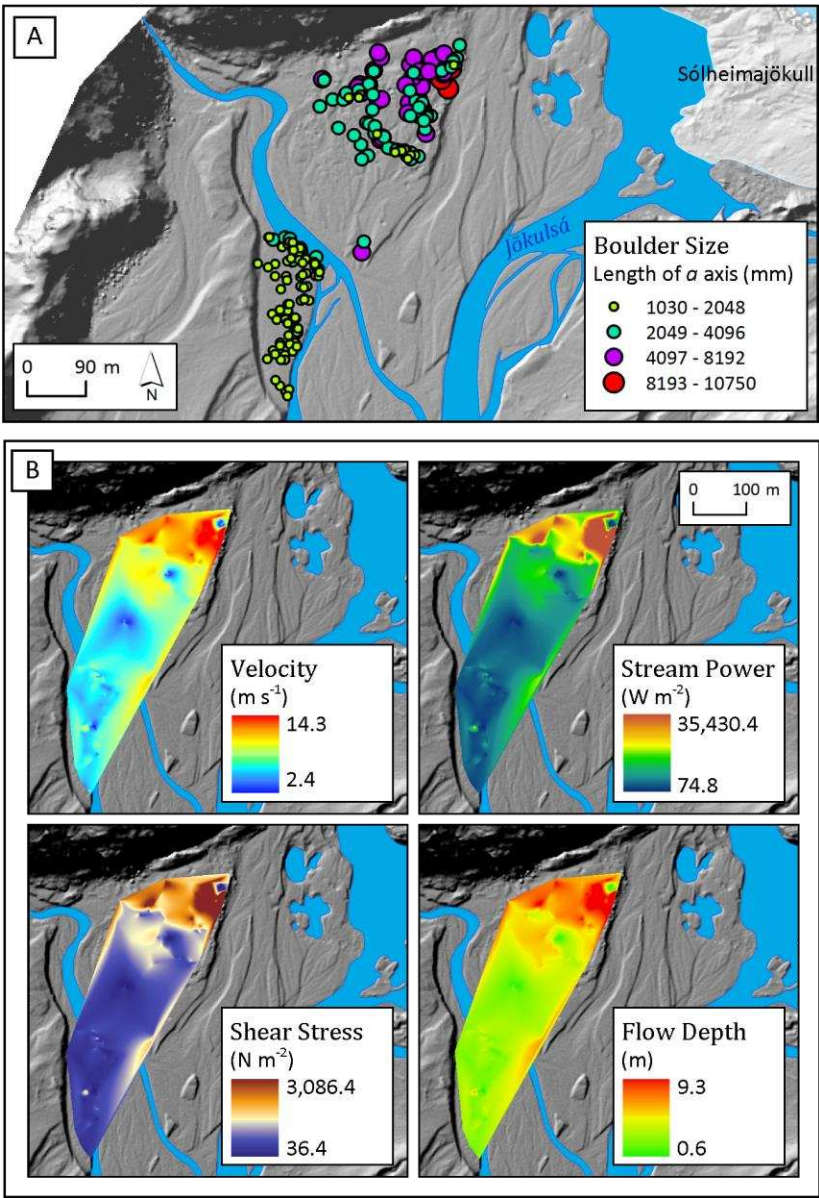 A
Sólheimajökull
Jökulsá
Boulder Size
Length of a axis (mm)
1030 - 2048
2049 - 4096
4097 - 8192
8193 - 10750
0 90 m
N
B
0 100 m
Velocity
(m s-1)
14.3
2.4
Stream Power
(W m-2)
35,430.4
74.8
Shear Stress
(N m-2)
3,086.4
36.4
Flow Depth
(m)
9.3
0.6